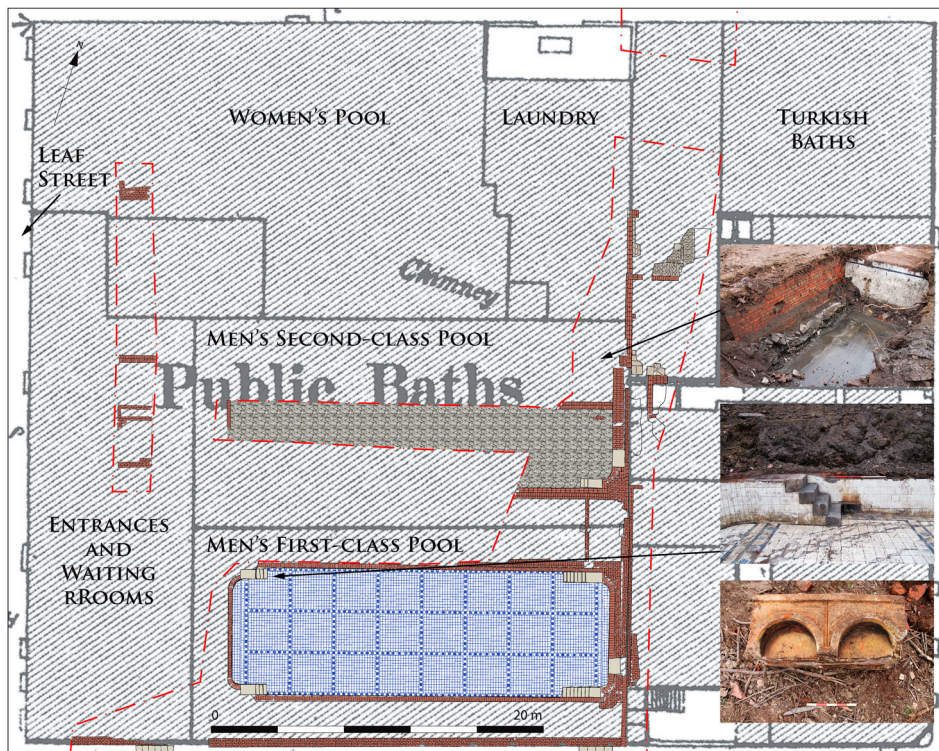 N
WOMEN'S POOL
LAUNDRY
TURKISH
BATHS
LEAF
STREET
Chimney
MEN'S SECOND-CLASS POOL
Public Baths
ENTRANCES
AND
WAITING
rROOMS
MEN'S FIRST-CLASS POOL
0
20 m